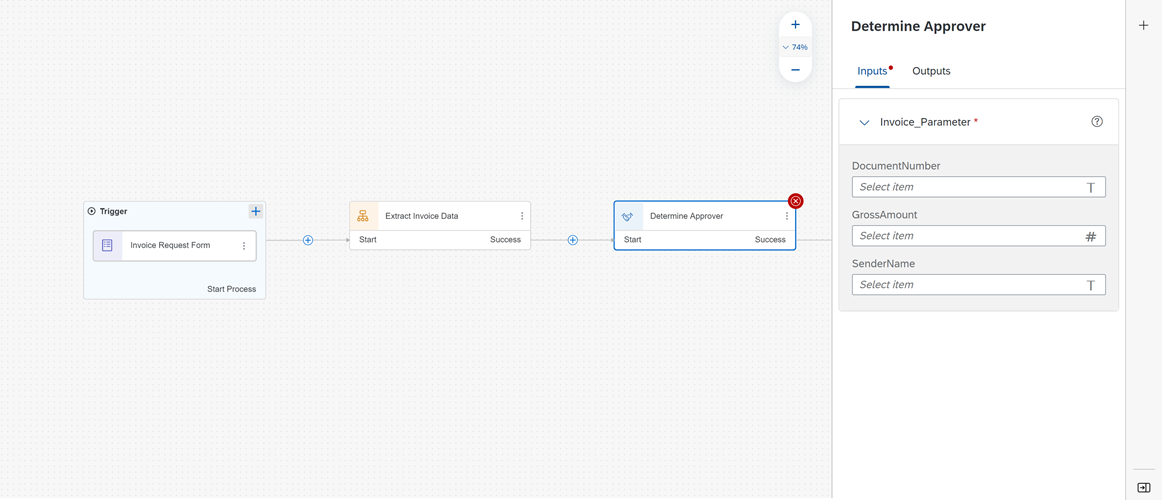 74%
Trigger
Invoice Request Form
Start Process
Extract Invoice Data
Start Success
Determine Approver
Start Success
Determine Approver
Inputs Outputs
Invoice_Parameter *
DocumentNumber
Select item
GrossAmount
Select item #
SenderName
Select item